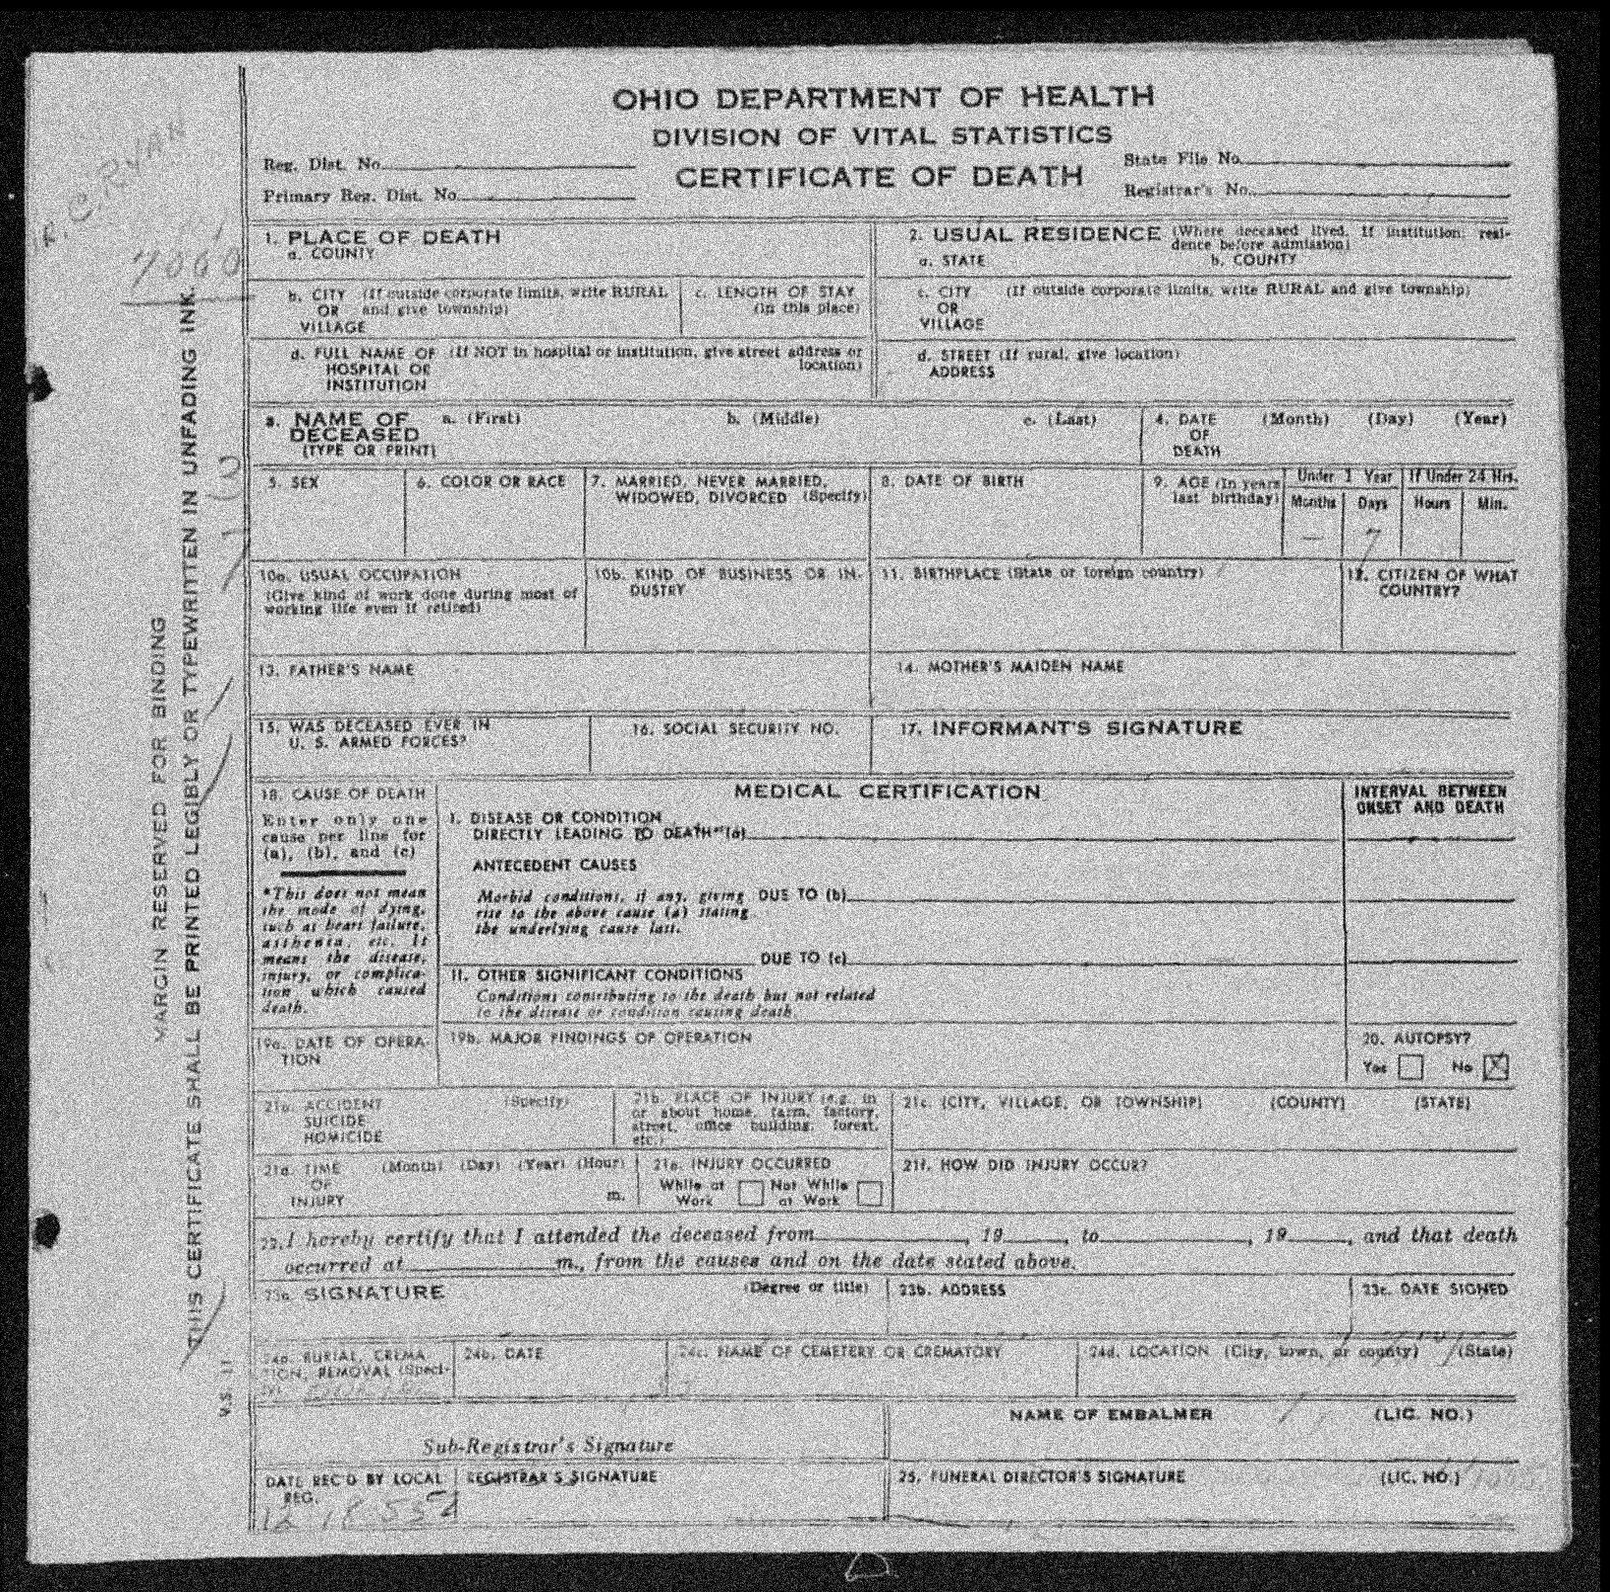 OHIO DEPARTMENT OF HEALTH
DIVISION OF VITAL STATISTICS
CERTIFICATE OF DEATH
Reg. Dist. No.
Primary Reg. Dist. No.
State File No.
Registrar's No.
R. C. RYAN
7000
MARGIN RESERVED FOR BINDING
THIS CERTIFICATE SHALL BE PRINTED LEGIBLY OR TYPEWRITTEN IN UNFADING INK.
V.S. 11
1. PLACE OF DEATH
a. COUNTY
2. USUAL RESIDENCE (Where deceased lived. If institution: resi-
dence before admission)
a. STATE b. COUNTY
b. CITY (If outside corporate limits, write RURAL
OR and give township)
VILLAGE
c. LENGTH OF STAY
(in this place)
c. CITY (If outside corporate limits, write RURAL and give township)
OR
VILLAGE
d. FULL NAME OF (If NOT in hospital or institution, give street address or
HOSPITAL OR location)
INSTITUTION
d. STREET (If rural, give location)
ADDRESS
3. NAME OF a. (First) b. (Middle) c. (Last)
DECEASED
(TYPE OR PRINT)
4. DATE (Month) (Day) (Year)
OF
DEATH
5. SEX
6. COLOR OR RACE
7. MARRIED, NEVER MARRIED,
WIDOWED, DIVORCED (Specify)
8. DATE OF BIRTH
9. AGE (In years
last birthday)
Under 1 Year
Months Days
— 7
If Under 24 Hrs.
Hours Min.
10a. USUAL OCCUPATION
(Give kind of work done during most of
working life even if retired)
10b. KIND OF BUSINESS OR IN-
DUSTRY
11. BIRTHPLACE (State or foreign country)
12. CITIZEN OF WHAT
COUNTRY?
13. FATHER'S NAME
14. MOTHER'S MAIDEN NAME
15. WAS DECEASED EVER IN
U. S. ARMED FORCES?
16. SOCIAL SECURITY NO.
17. INFORMANT'S SIGNATURE
18. CAUSE OF DEATH
Enter only one
cause per line for
(a), (b), and (c)
*This does not mean
the mode of dying,
such as heart failure,
asthenia, etc. It
means the disease,
injury, or complica-
tion which caused
death.
MEDICAL CERTIFICATION
I. DISEASE OR CONDITION
DIRECTLY LEADING TO DEATH*(a)
ANTECEDENT CAUSES
Morbid conditions, if any, giving DUE TO (b)
rise to the above cause (a) stating
the underlying cause last.
DUE TO (c)
II. OTHER SIGNIFICANT CONDITIONS
Conditions contributing to the death but not related
to the disease or condition causing death.
INTERVAL BETWEEN
ONSET AND DEATH
19a. DATE OF OPERA-
TION
19b. MAJOR FINDINGS OF OPERATION
20. AUTOPSY?
Yes No X
21a. ACCIDENT (Specify)
SUICIDE
HOMICIDE
21b. PLACE OF INJURY (e.g., in
or about home, farm, factory,
street, office building, forest,
etc.)
21c. (CITY, VILLAGE, OR TOWNSHIP) (COUNTY) (STATE)
21d. TIME (Month) (Day) (Year) (Hour)
OF
INJURY m.
21e. INJURY OCCURRED
While at Not While
Work at Work
21f. HOW DID INJURY OCCUR?
22. I hereby certify that I attended the deceased from , 19 , to , 19 , and that death
occurred at m., from the causes and on the date stated above.
23a. SIGNATURE (Degree or title)
23b. ADDRESS
23c. DATE SIGNED
24a. BURIAL, CREMA-
TION, REMOVAL (Speci-
fy)
24b. DATE
24c. NAME OF CEMETERY OR CREMATORY
24d. LOCATION (City, town, or county) (State)
Sub-Registrar's Signature
NAME OF EMBALMER (LIC. NO.)
DATE REC'D BY LOCAL
REG.
12 18 53
REGISTRAR'S SIGNATURE
25. FUNERAL DIRECTOR'S SIGNATURE (LIC. NO.)